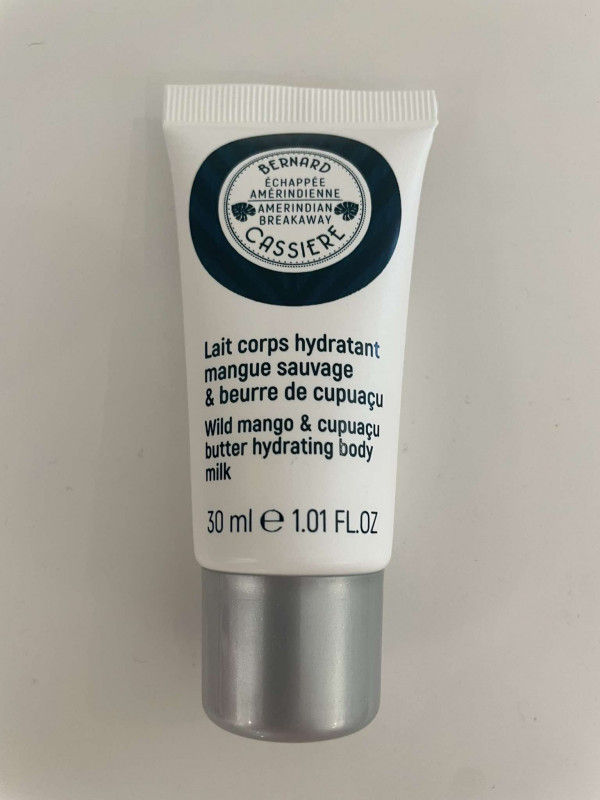 BERNARD
ÉCHAPPÉE
AMÉRINDIENNE
AMERINDIAN
BREAKAWAY
CASSIERE
Lait corps hydratant
mangue sauvage
& beurre de cupuaçu
Wild mango & cupuaçu
butter hydrating body
milk
30 ml ℮ 1.01 FL.OZ